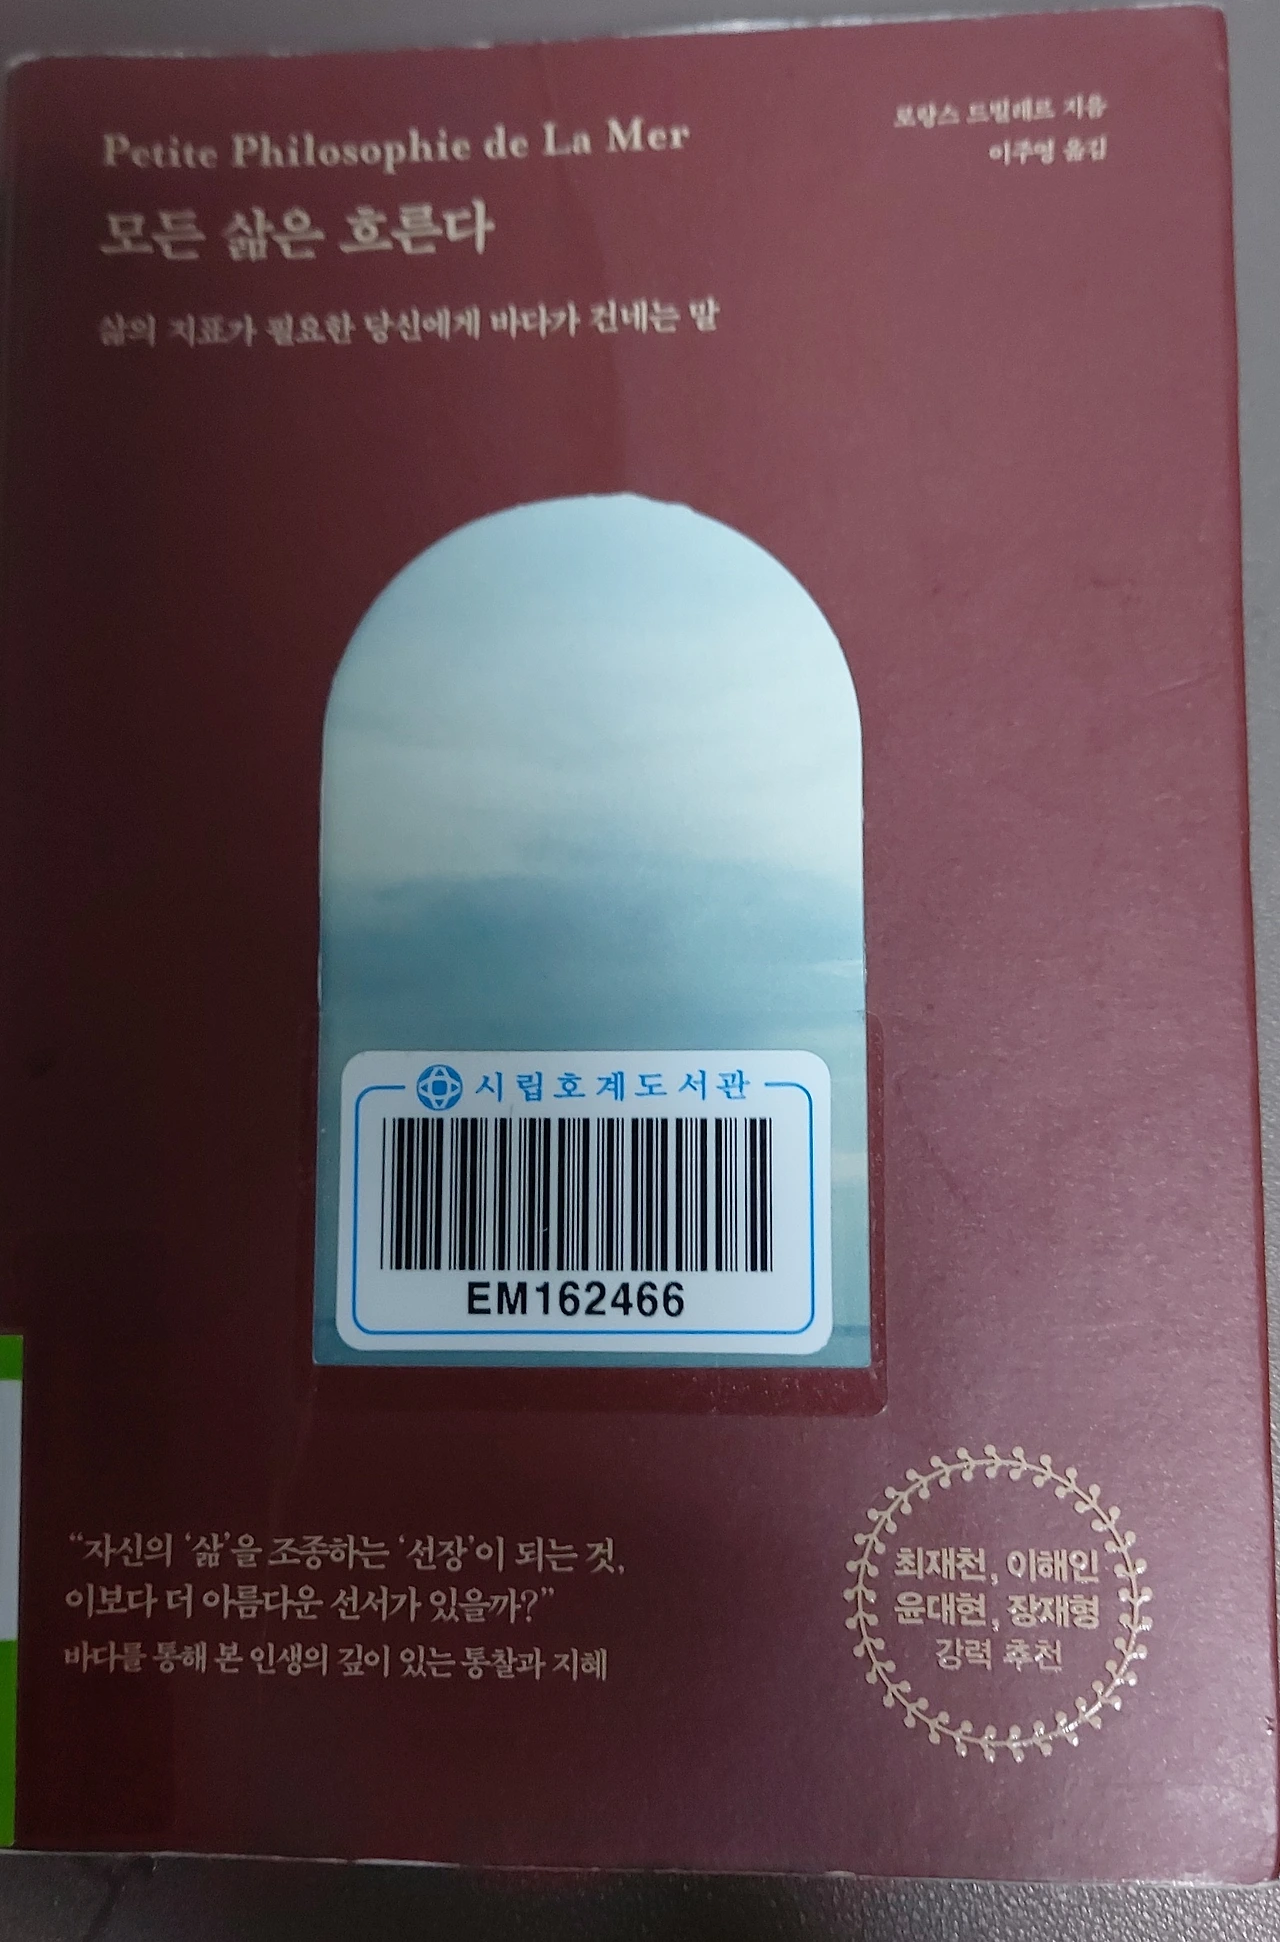 Petite Philosophie de La Mer
모든 삶은 흐른다
삶의 지표가 필요한 당신에게 바다가 건네는 말
로랑스 드빌레르 지음
이주영 옮김
시립호계도서관
EM162466
“자신의 ‘삶’을 조종하는 ‘선장’이 되는 것,
이보다 더 아름다운 선서가 있을까?”
바다를 통해 본 인생의 깊이 있는 통찰과 지혜
최재천, 이해인
윤대현, 장재형
강력 추천